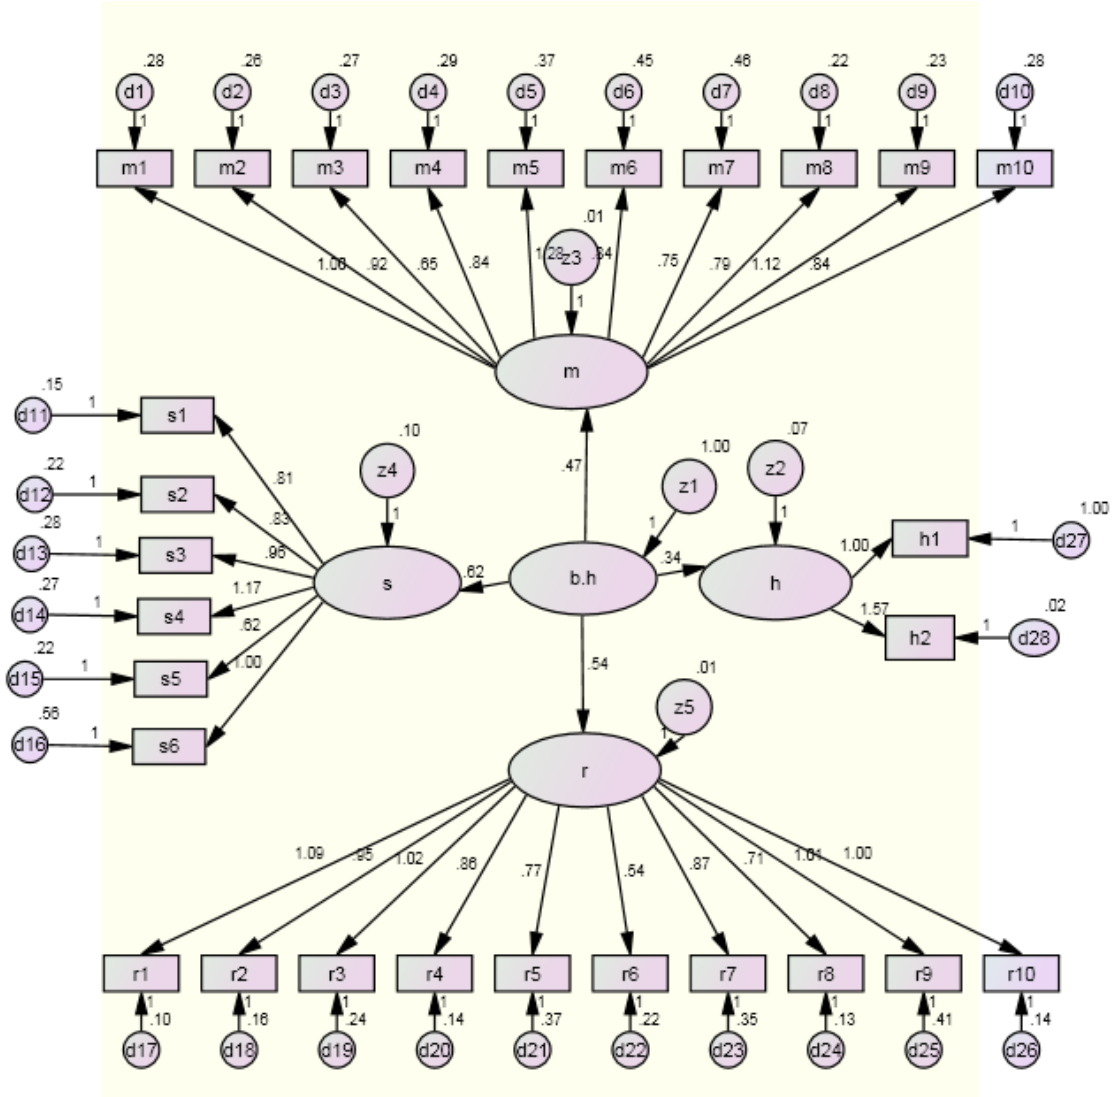 .28 .26 .27 .29 .37 .45 .46 .22 .23 .28
d1 d2 d3 d4 d5 d6 d7 d8 d9 d10
1 1 1 1 1 1 1 1 1 1
m1 m2 m3 m4 m5 m6 m7 m8 m9 m10
.01
z3
1.00 .92 .65 .84 1.28 .84 .75 .79 1.12 .84
1
m
.15
d11 1 s1
.10
.07
.47
1.00
z4
z2
.22
d12 1 s2
.81
z1
.83
1
1
1
1.00
.28
d13 1 s3
.96
h1 1 d27
1.00
s
.62
b.h
.34
h
.27
d14 1 s4
1.17
1.57
.02
.62
h2 1 d28
.22
d15 1 s5
1.00
.54
.01
.56
d16 1 s6
z5
1
r
1.09 .95 1.02 .86 .77 .54 .87 .71 1.01 1.00
r1 r2 r3 r4 r5 r6 r7 r8 r9 r10
1 1 1 1 1 1 1 1 1 1
.10 .16 .24 .14 .37 .22 .35 .13 .41 .14
d17 d18 d19 d20 d21 d22 d23 d24 d25 d26